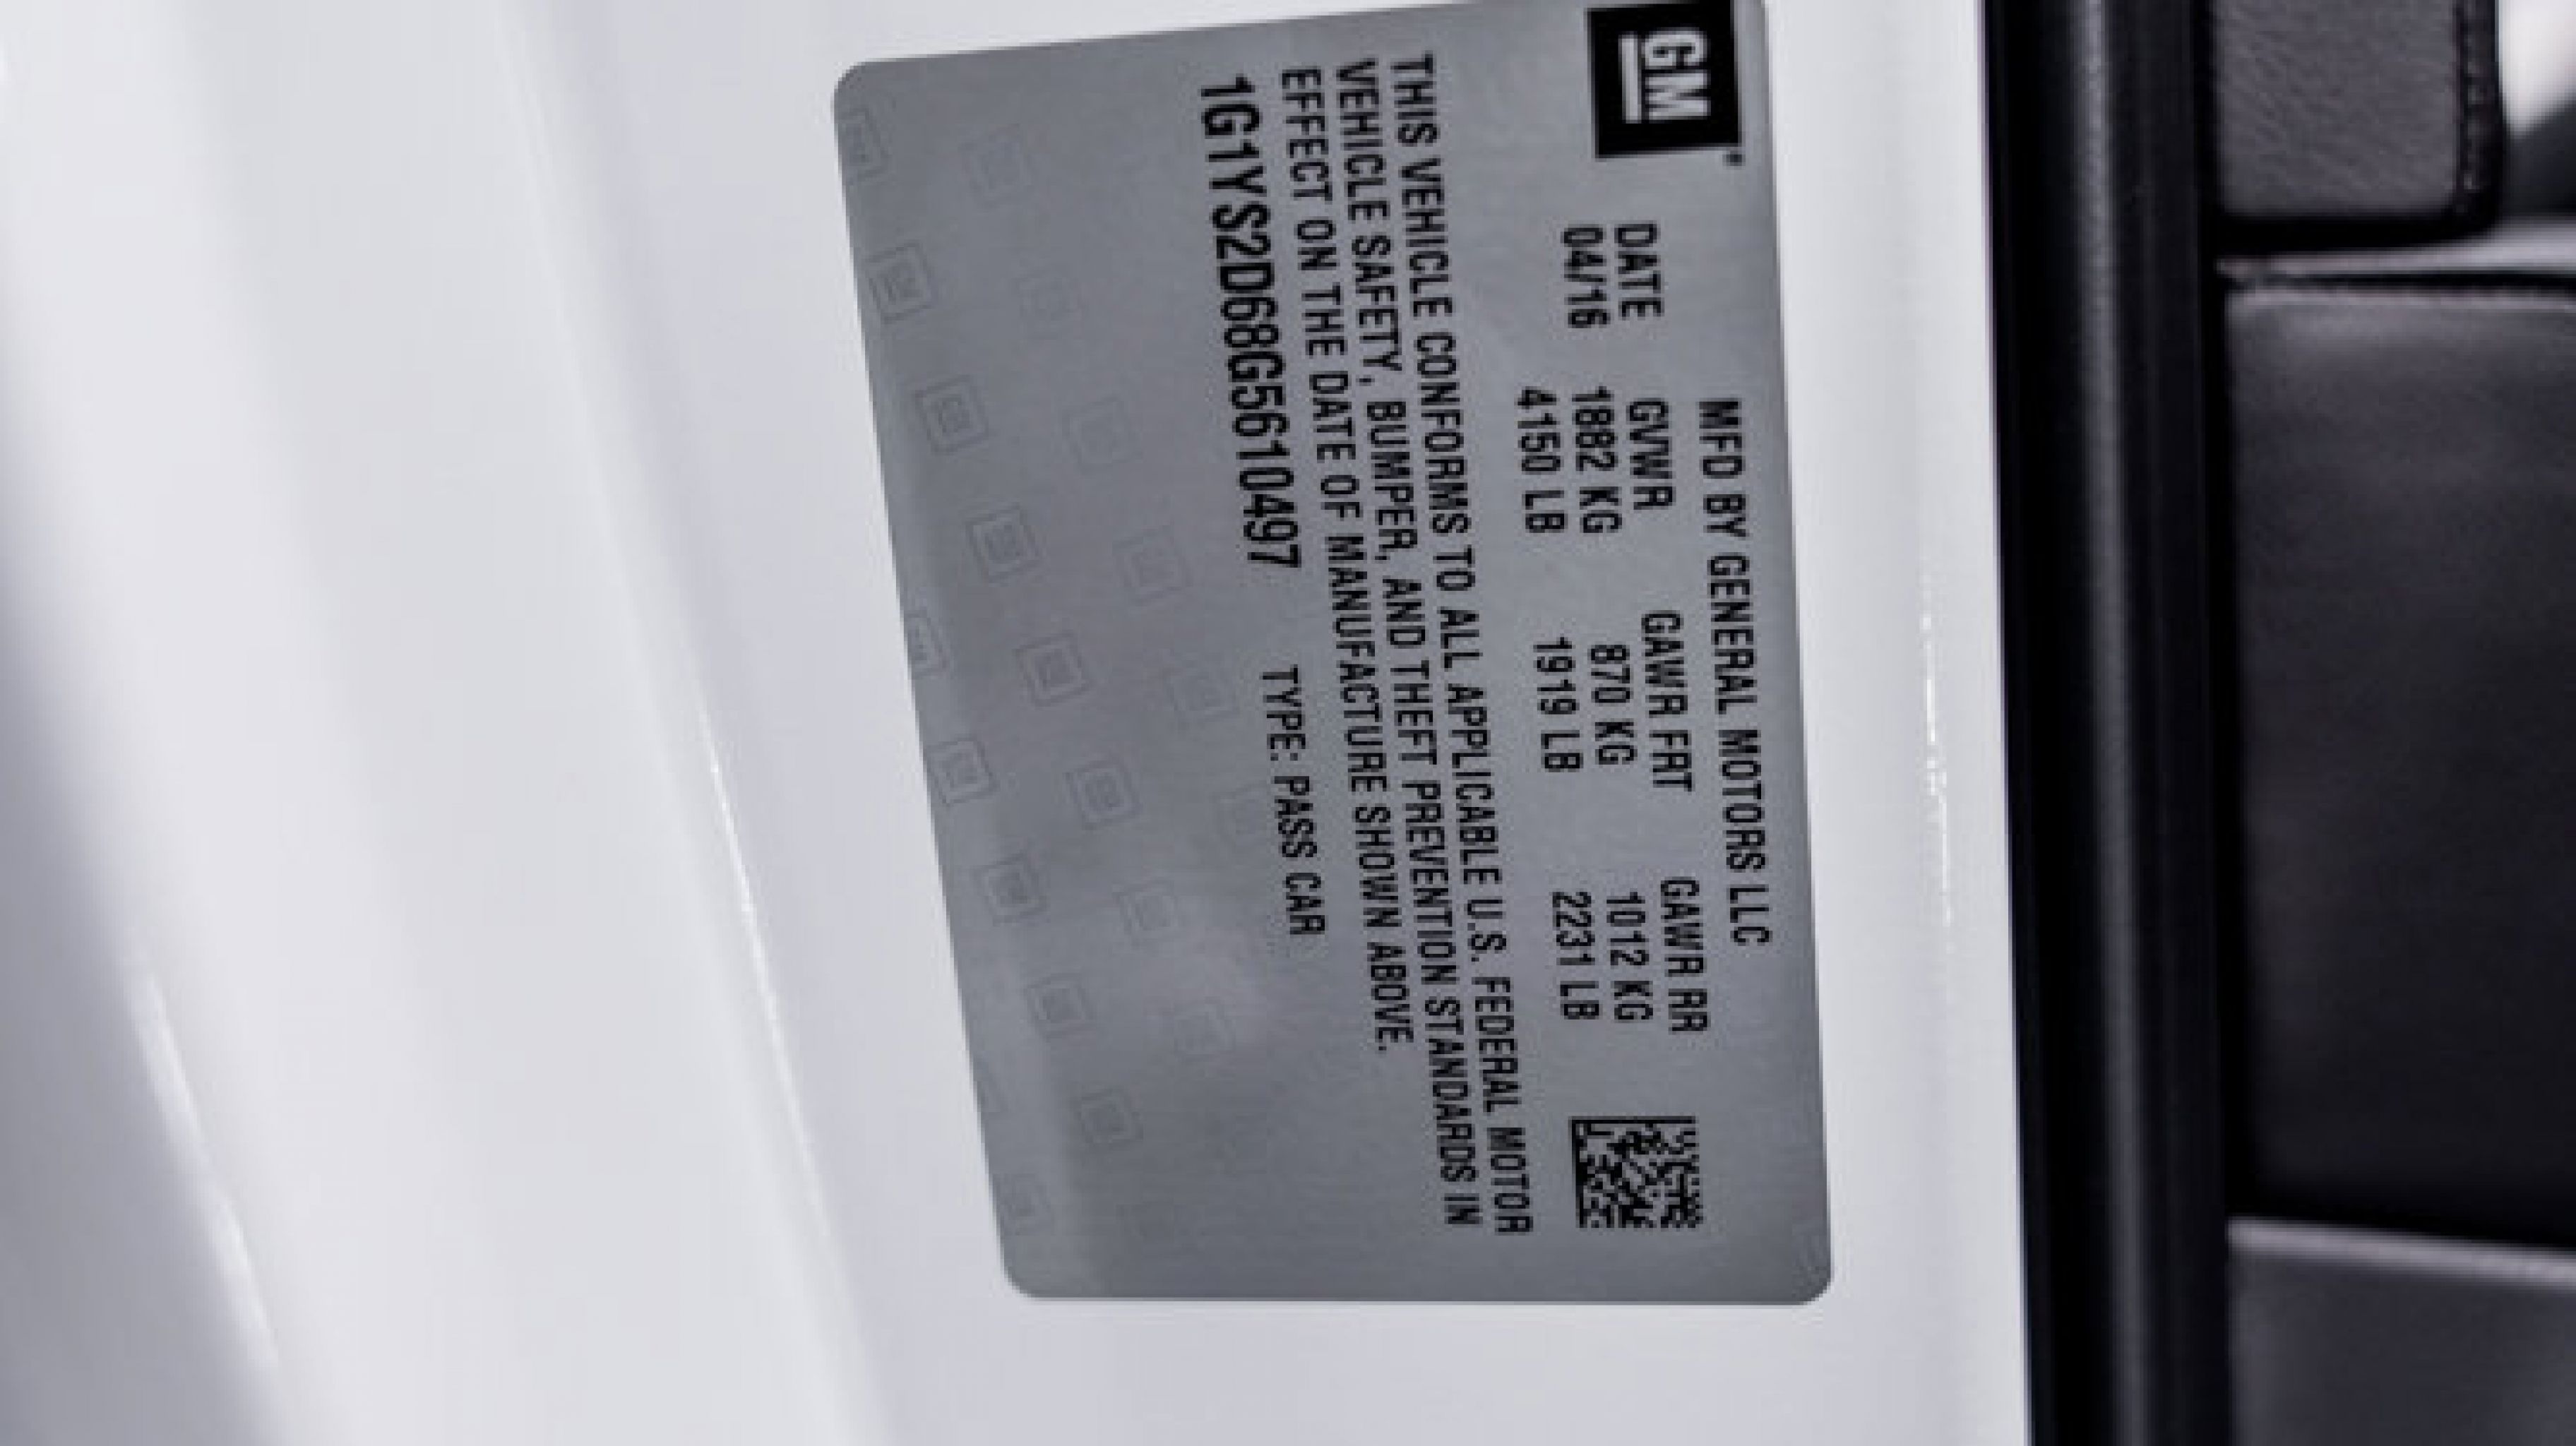 GM
MFD BY GENERAL MOTORS LLC
DATE GVWR GAWR FRT GAWR RR
04/16 1882 KG 870 KG 1012 KG
4150 LB 1919 LB 2231 LB
THIS VEHICLE CONFORMS TO ALL APPLICABLE U.S. FEDERAL MOTOR
VEHICLE SAFETY, BUMPER, AND THEFT PREVENTION STANDARDS IN
EFFECT ON THE DATE OF MANUFACTURE SHOWN ABOVE.
1G1YS2D68G5610497 TYPE: PASS CAR